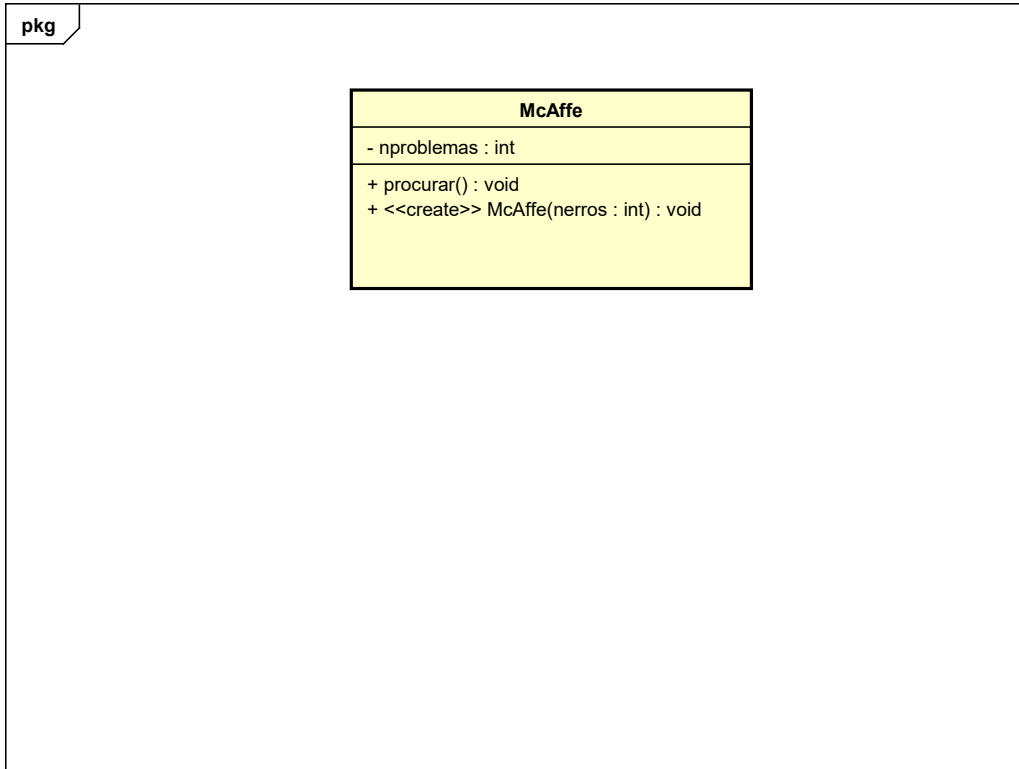 pkg
McAffe
- nproblemas : int
+ procurar() : void
+ <<create>> McAffe(nerros : int) : void